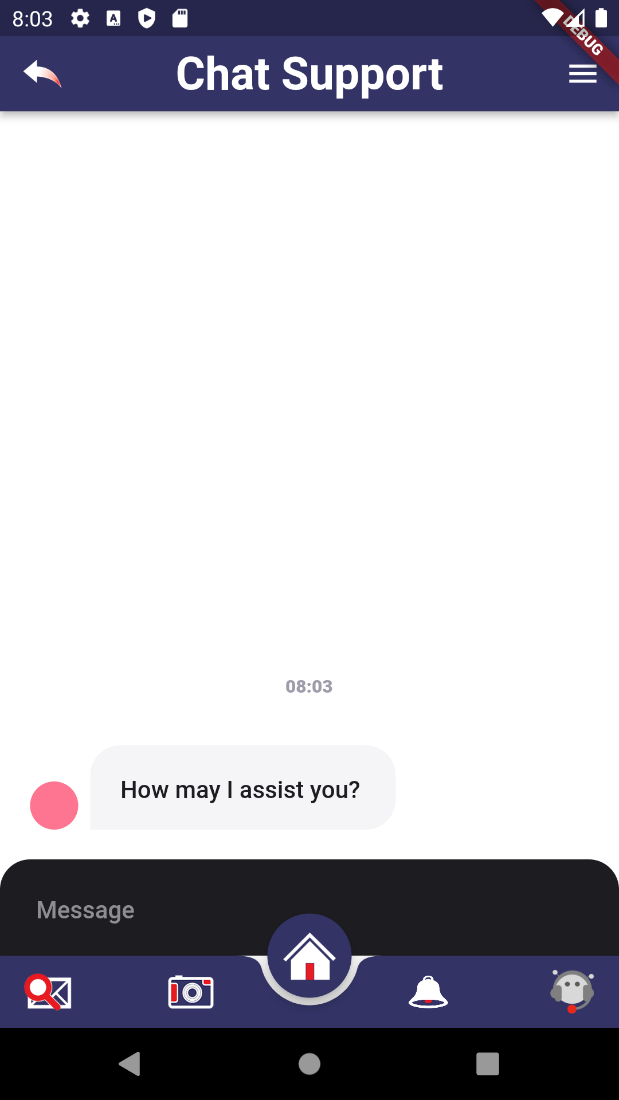 8:03
DEBUG
Chat Support
08:03
How may I assist you?
Message